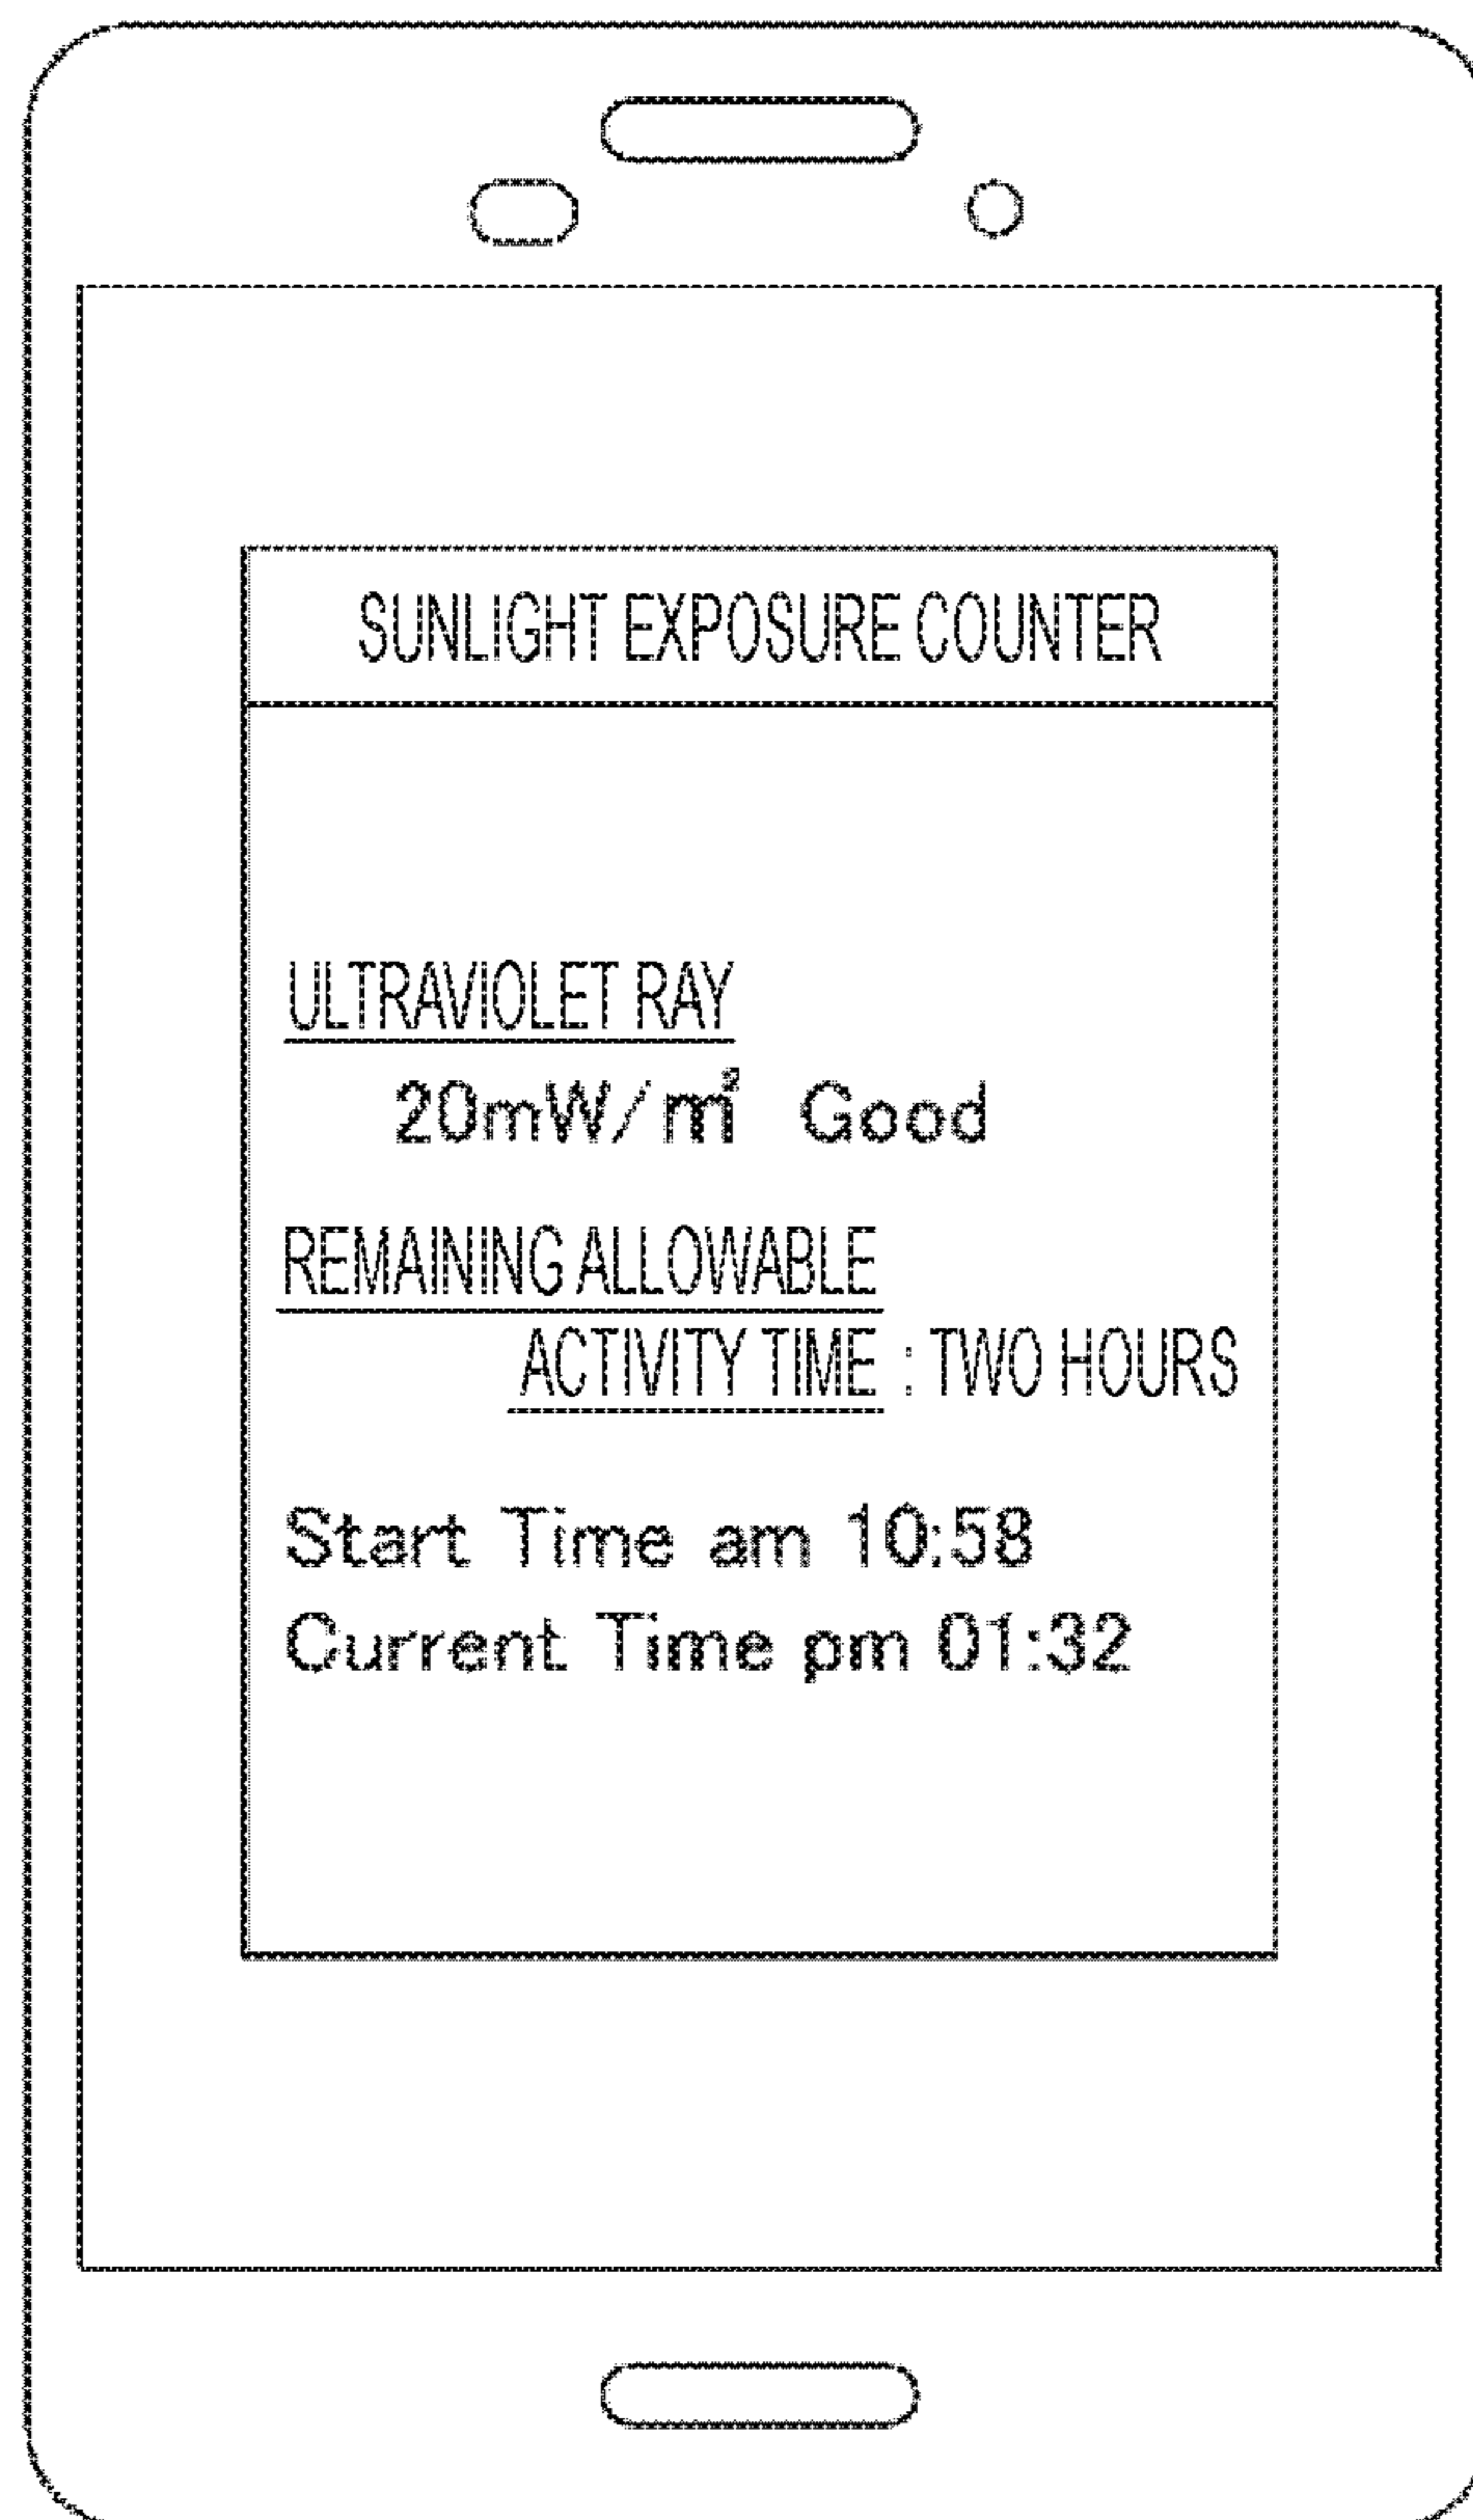 SUNLIGHT EXPOSURE COUNTER
ULTRAVIOLET RAY
20mW/㎡ Good
REMAINING ALLOWABLE
ACTIVITY TIME : TWO HOURS
Start Time am 10:58
Current Time pm 01:32